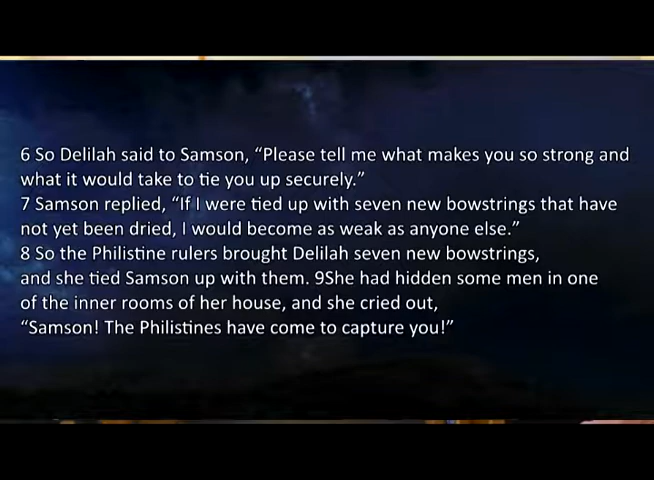 6 So Delilah said to Samson, “Please tell me what makes you so strong and
what it would take to tie you up securely.”
7 Samson replied, “If I were tied up with seven new bowstrings that have
not yet been dried, I would become as weak as anyone else.”
8 So the Philistine rulers brought Delilah seven new bowstrings,
and she tied Samson up with them. 9She had hidden some men in one
of the inner rooms of her house, and she cried out,
“Samson! The Philistines have come to capture you!”